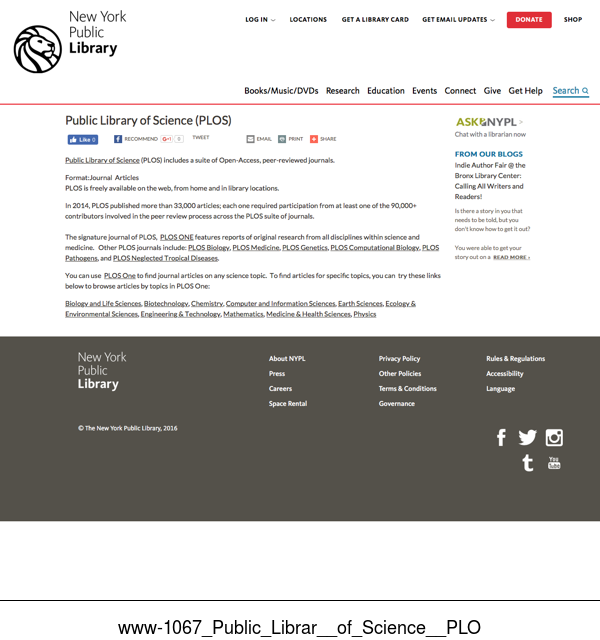 New York
Public
Library
LOG IN LOCATIONS GET A LIBRARY CARD GET EMAIL UPDATES DONATE SHOP
Books/Music/DVDs Research Education Events Connect Give Get Help Search
Public Library of Science (PLOS)
Like 0 RECOMMEND G+1 0 TWEET EMAIL PRINT SHARE
Public Library of Science (PLOS) includes a suite of Open-Access, peer-reviewed journals.
Format:Journal Articles
PLOS is freely available on the web, from home and in library locations.
In 2014, PLOS published more than 33,000 articles; each one required participation from at least one of the 90,000+
contributors involved in the peer review process across the PLOS suite of journals.
The signature journal of PLOS, PLOS ONE features reports of original research from all disciplines within science and
medicine. Other PLOS journals include: PLOS Biology, PLOS Medicine, PLOS Genetics, PLOS Computational Biology, PLOS
Pathogens, and PLOS Neglected Tropical Diseases.
You can use PLOS One to find journal articles on any science topic. To find articles for specific topics, you can try these links
below to browse articles by topics in PLOS One:
Biology and Life Sciences, Biotechnology, Chemistry, Computer and Information Sciences, Earth Sciences, Ecology &
Environmental Sciences, Engineering & Technology, Mathematics, Medicine & Health Sciences, Physics
ASK NYPL >
Chat with a librarian now
FROM OUR BLOGS
Indie Author Fair @ the
Bronx Library Center:
Calling All Writers and
Readers!
Is there a story in you that
needs to be told, but you
don't know how to get it out?
You were able to get your
story out on a READ MORE ›
New York
Public
Library
About NYPL
Press
Careers
Space Rental
Privacy Policy
Other Policies
Terms & Conditions
Governance
Rules & Regulations
Accessibility
Language
© The New York Public Library, 2016
You
Tube
www-1067_Public_Librar__of_Science__PLO